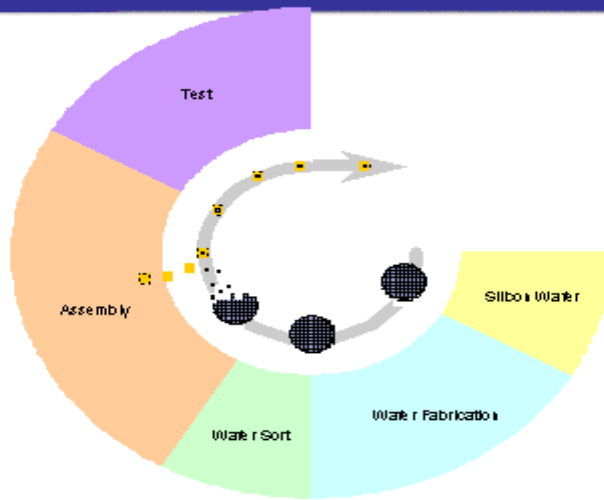 Test
Assembly
Silicon Wafer
Wafer Fabrication
Wafer Sort